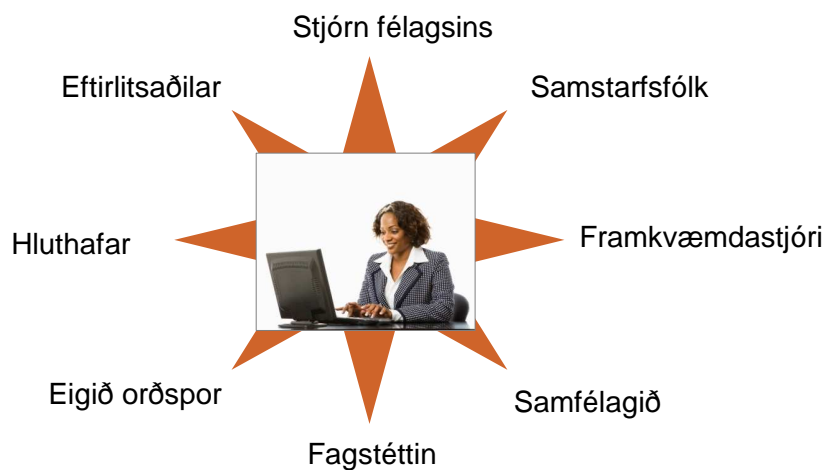 Stjórn félagsins
Eftirlitsaðilar
Samstarfsfólk
Hluthafar
Framkvæmdastjóri
Eigið orðspor
Samfélagið
Fagstéttin